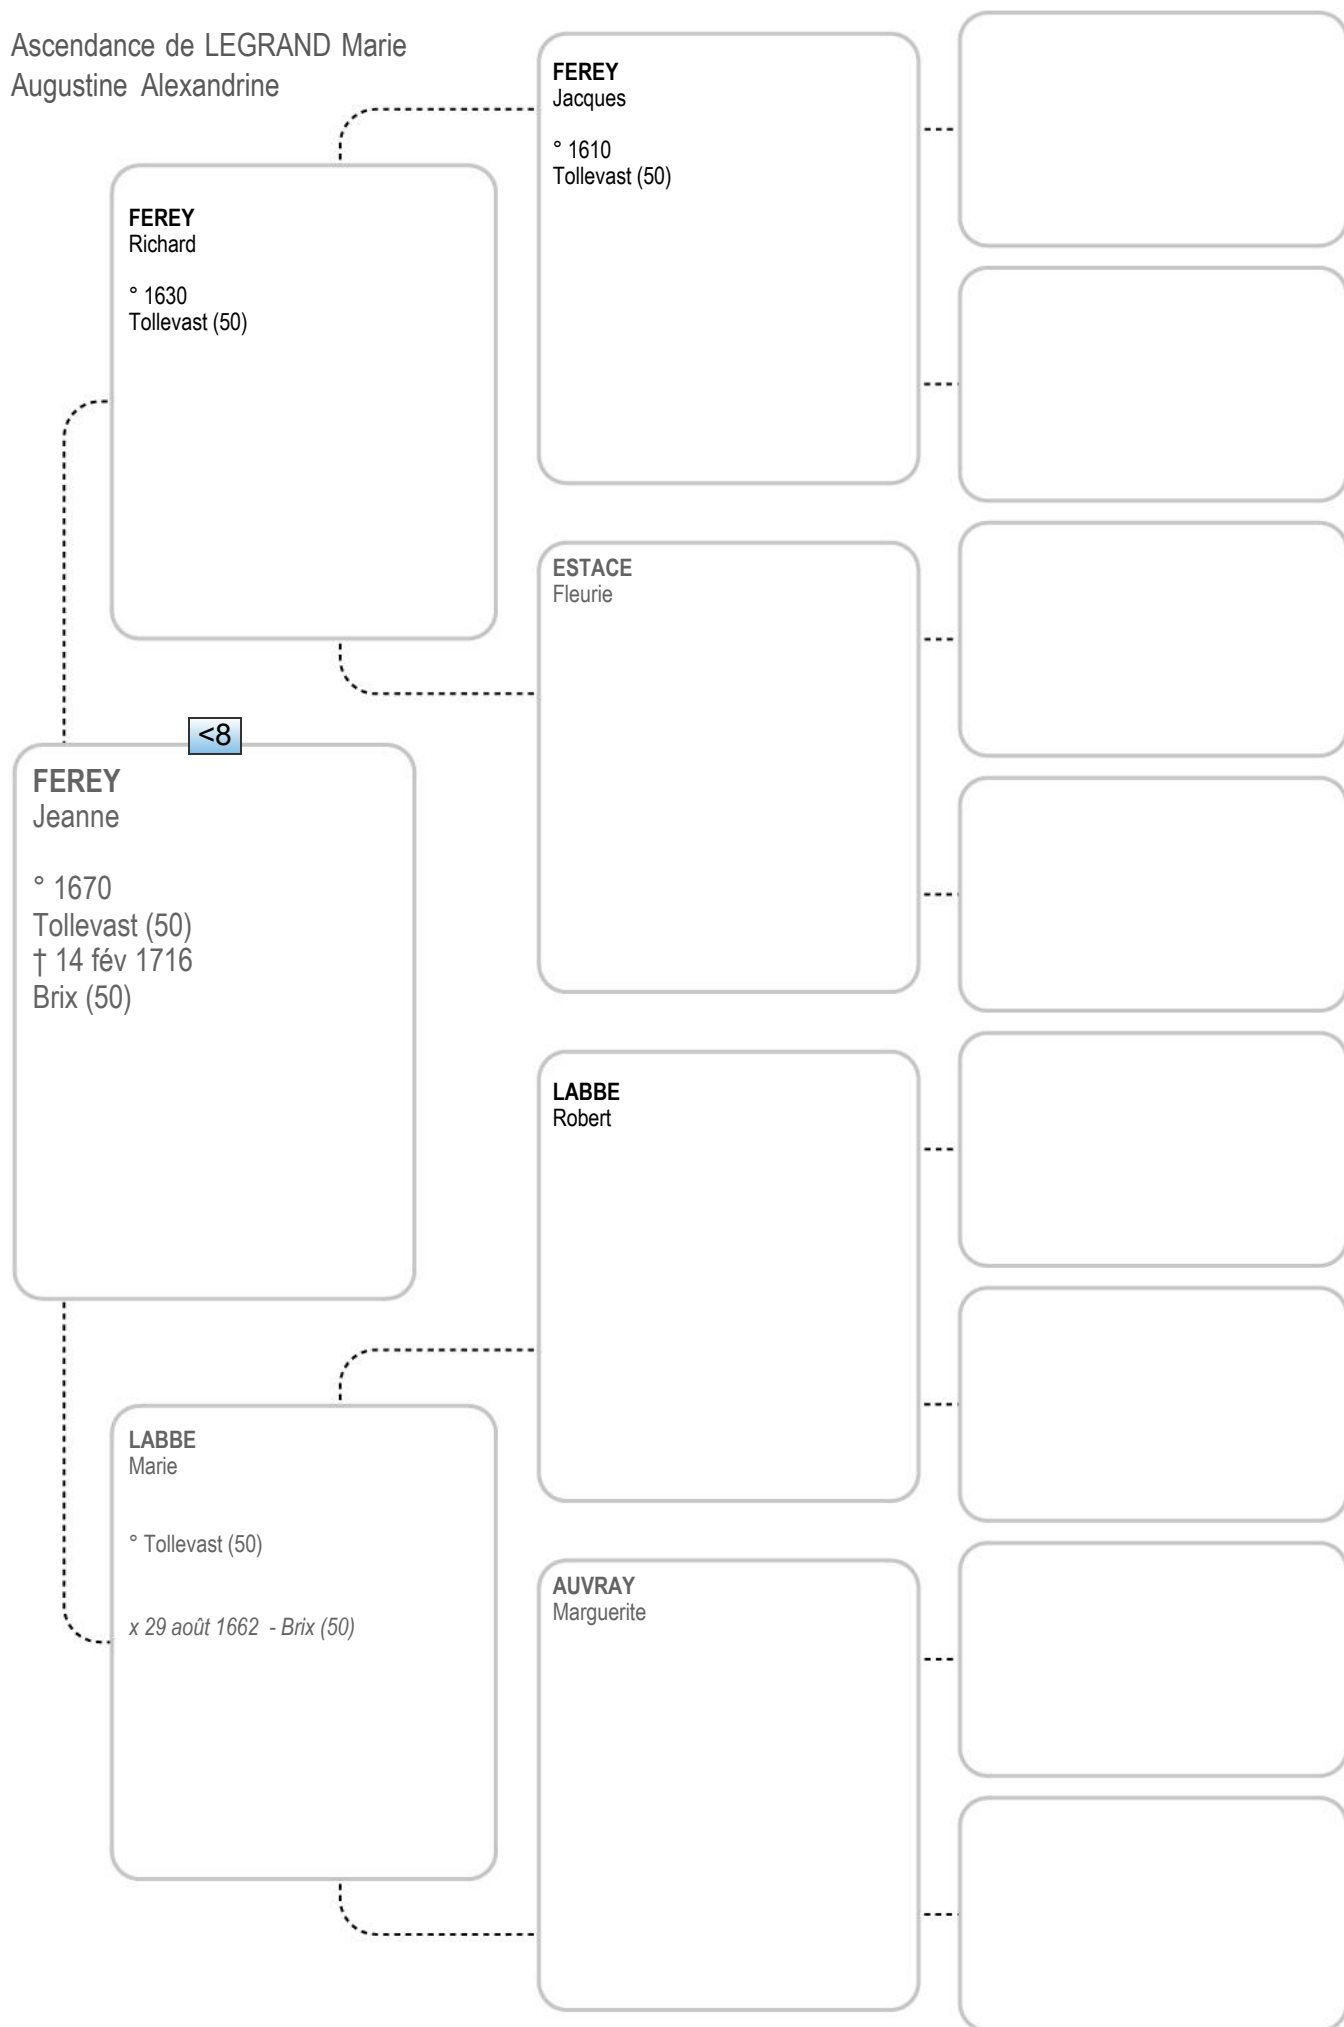 Ascendance de LEGRAND Marie
Augustine Alexandrine
FEREY
Jacques
° 1610
Tollevast (50)
FEREY
Richard
° 1630
Tollevast (50)
ESTACE
Fleurie
<8
FEREY
Jeanne
° 1670
Tollevast (50)
† 14 fév 1716
Brix (50)
LABBE
Robert
LABBE
Marie
° Tollevast (50)
x 29 août 1662 - Brix (50)
AUVRAY
Marguerite